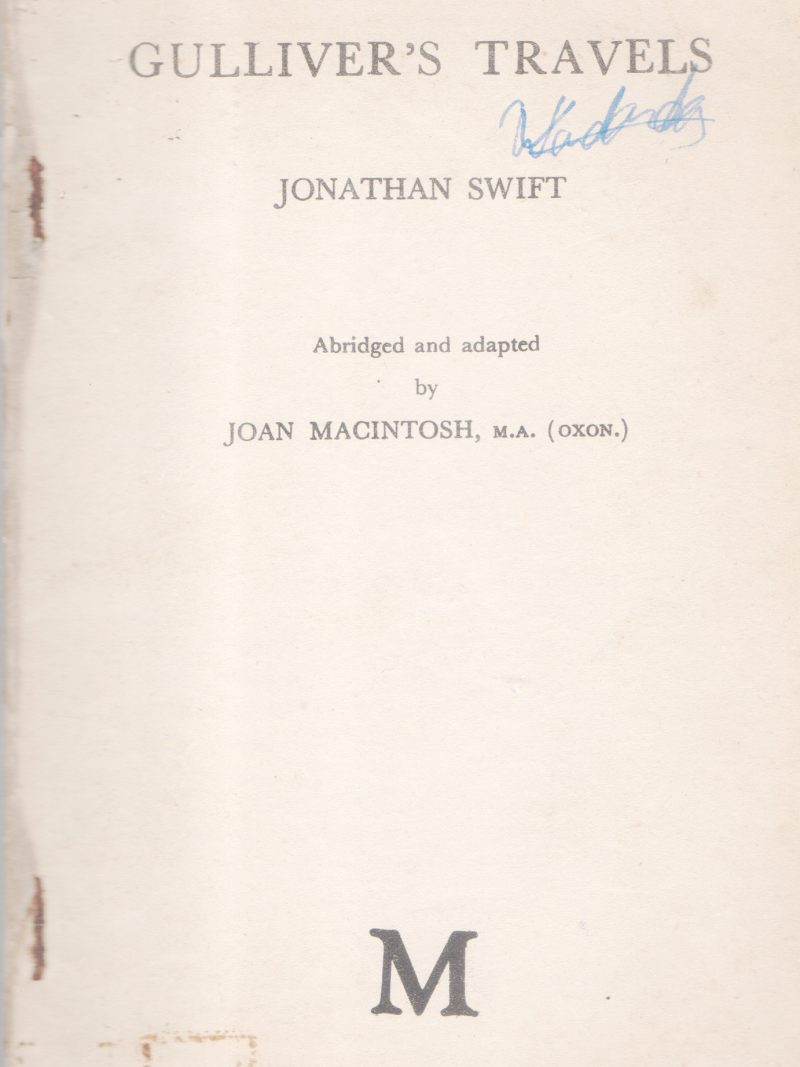 GULLIVER'S TRAVELS
JONATHAN SWIFT
Abridged and adapted
by
JOAN MACINTOSH, M.A. (OXON.)
M